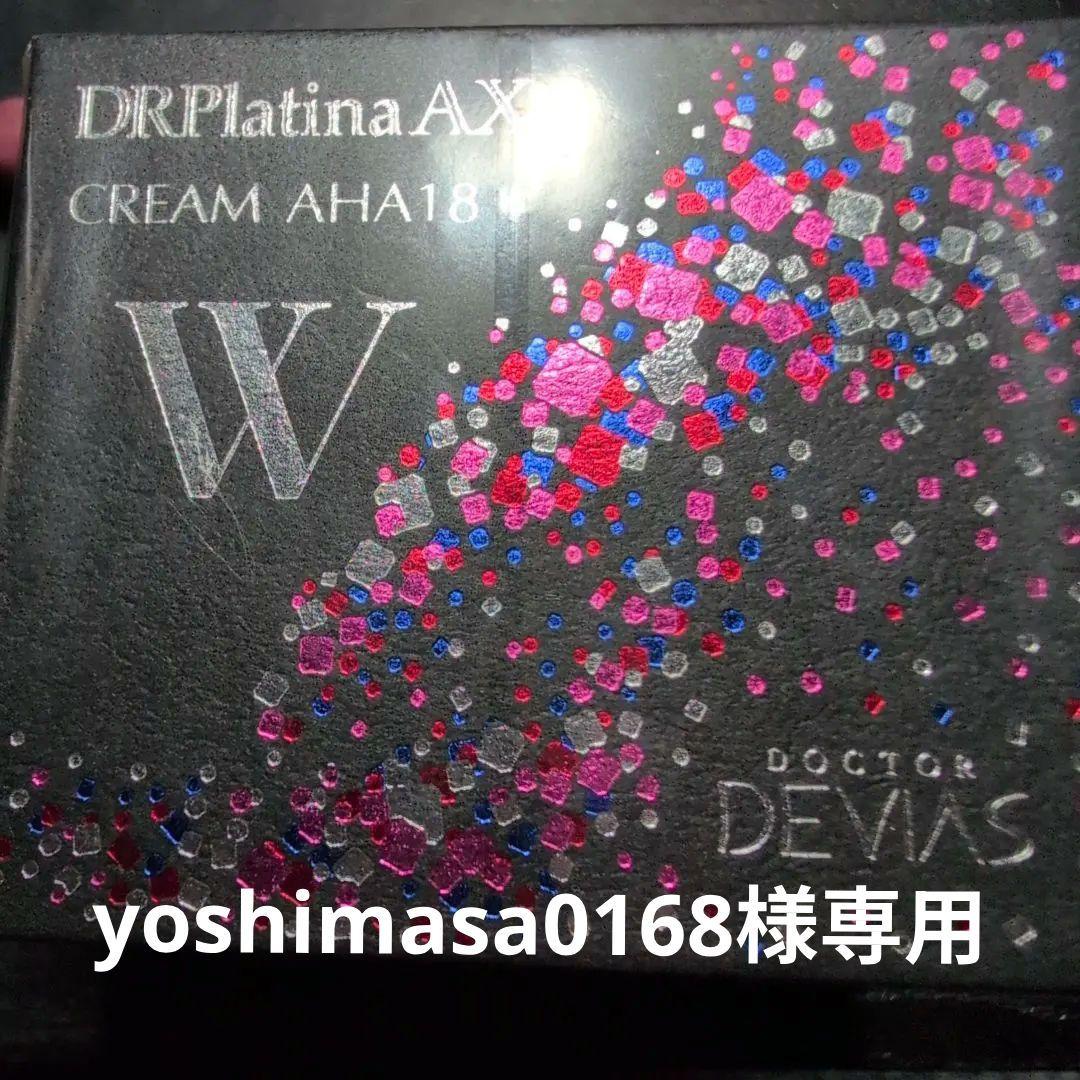 DRPlatina AX
CREAM AHA18
W
DOCTOR
DEVIAS
yoshimasa0168様専用